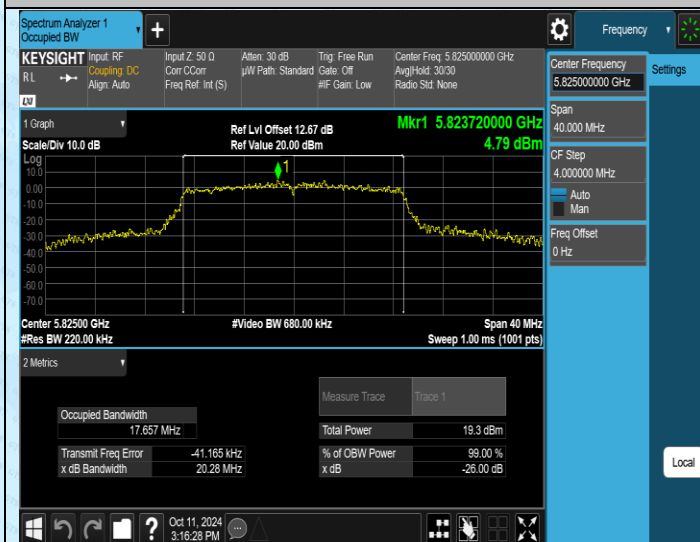 Spectrum Analyzer 1
Occupied BW
Frequency
KEYSIGHT
RL
LXI
Input: RF
Coupling: DC
Align: Auto
Input Z: 50 Ω
Corr CCorr
Freq Ref: Int (S)
Atten: 30 dB
µW Path: Standard
Trig: Free Run
Gate: Off
#IF Gain: Low
Center Freq: 5.825000000 GHz
Avg|Hold: 30/30
Radio Std: None
Center Frequency
5.825000000 GHz
Settings
Span
40.000 MHz
CF Step
4.000000 MHz
Auto
Man
Freq Offset
0 Hz
1 Graph
Scale/Div 10.0 dB
Ref Lvl Offset 12.67 dB
Ref Value 20.00 dBm
Mkr1 5.823720000 GHz
4.79 dBm
Log
10.0
0.00
-10.0
-20.0
-30.0
-40.0
-50.0
-60.0
-70.0
1
Center 5.82500 GHz
#Res BW 220.00 kHz
#Video BW 680.00 kHz
Span 40 MHz
Sweep 1.00 ms (1001 pts)
2 Metrics
Measure Trace
Trace 1
Occupied Bandwidth
17.657 MHz
Total Power
19.3 dBm
Transmit Freq Error
-41.165 kHz
% of OBW Power
99.00 %
x dB Bandwidth
20.28 MHz
x dB
-26.00 dB
Local
?
Oct 11, 2024
3:16:28 PM